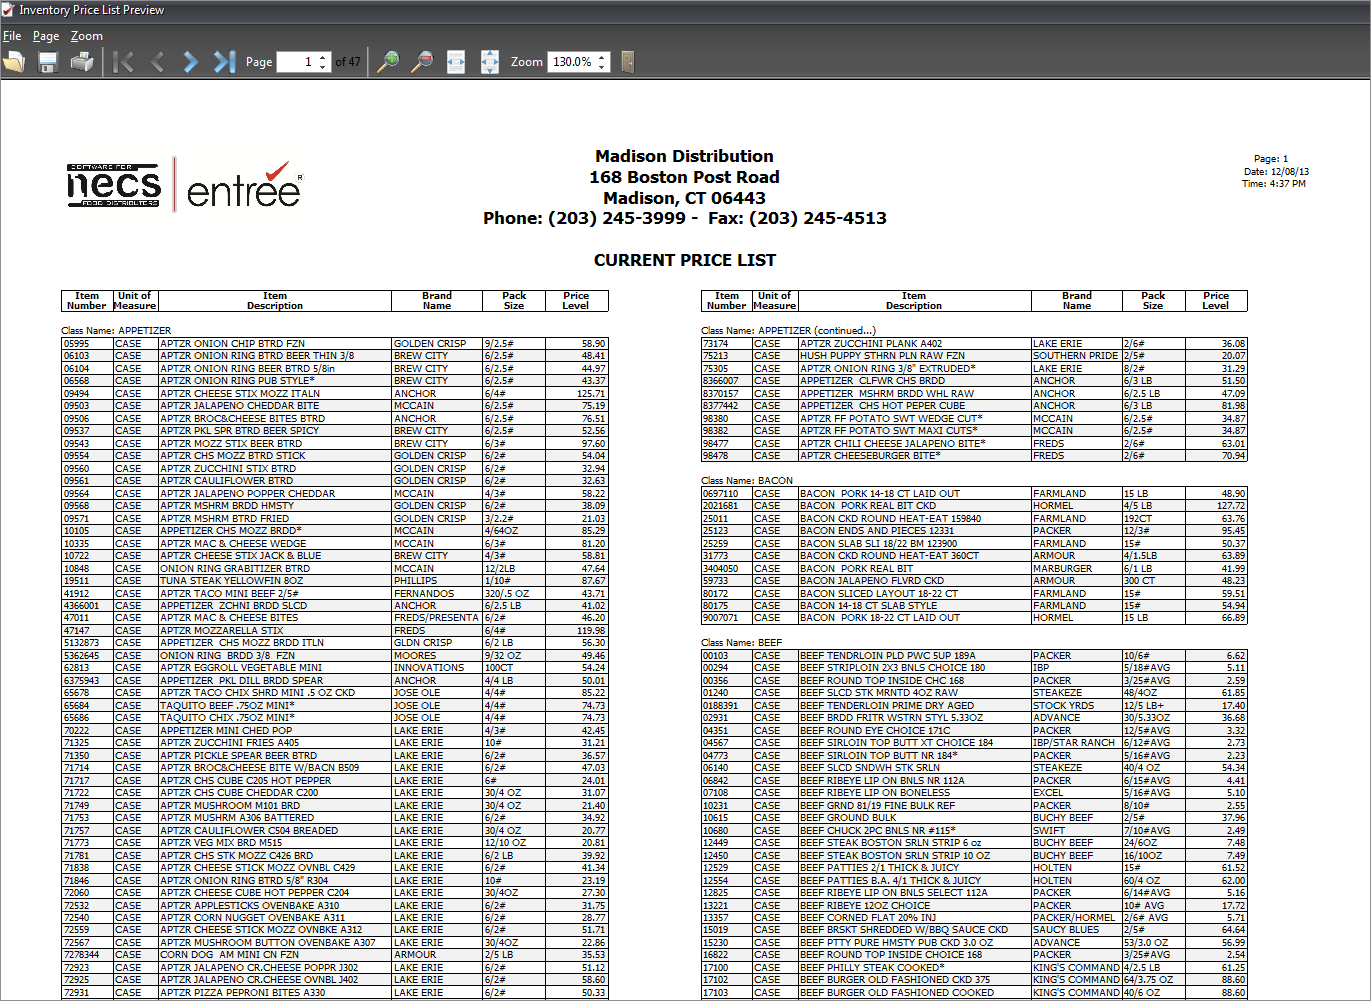 Inventory Price List Preview
File Page Zoom
Page 1 of 47 Zoom 130.0%
SOFTWARE FOR
necs
FOOD DISTRIBUTORS
entrée®
Madison Distribution
168 Boston Post Road
Madison, CT 06443
Phone: (203) 245-3999 - Fax: (203) 245-4513
Page: 1
Date: 12/08/13
Time: 4:37 PM
CURRENT PRICE LIST
Item Number Unit of Measure Item Description Brand Name Pack Size Price Level
Class Name: APPETIZER
05995 CASE APTZR ONION CHIP BTRD FZN GOLDEN CRISP 9/2.5# 58.90
06103 CASE APTZR ONION RING BTRD BEER THIN 3/8 BREW CITY 6/2.5# 48.41
06104 CASE APTZR ONION RING BEER BTRD 5/8in BREW CITY 6/2.5# 44.97
06568 CASE APTZR ONION RING PUB STYLE* BREW CITY 6/2.5# 43.37
09494 CASE APTZR CHEESE STIX MOZZ ITALN ANCHOR 6/4# 125.71
09503 CASE APTZR JALAPENO CHEDDAR BITE MCCAIN 6/2.5# 75.19
09506 CASE APTZR BROC&CHEESE BITES BTRD ANCHOR 6/2.5# 76.51
09537 CASE APTZR PKL SPR BTRD BEER SPICY BREW CITY 6/2.5# 52.56
09543 CASE APTZR MOZZ STIX BEER BTRD BREW CITY 6/3# 97.60
09554 CASE APTZR CHS MOZZ BTRD STICK GOLDEN CRISP 6/2# 54.04
09560 CASE APTZR ZUCCHINI STIX BTRD GOLDEN CRISP 6/2# 32.94
09561 CASE APTZR CAULIFLOWER BTRD GOLDEN CRISP 6/2# 32.63
09564 CASE APTZR JALAPENO POPPER CHEDDAR MCCAIN 4/3# 58.22
09568 CASE APTZR MSHRM BRDD HMSTY GOLDEN CRISP 6/2# 38.09
09571 CASE APTZR MSHRM BTRD FRIED GOLDEN CRISP 3/2.2# 21.03
10105 CASE APPETIZER CHS MOZZ BRDD* MCCAIN 4/64OZ 85.29
10335 CASE APTZR MAC & CHEESE WEDGE MCCAIN 6/3# 81.20
10722 CASE APTZR CHEESE STIX JACK & BLUE BREW CITY 4/3# 58.81
10848 CASE ONION RING GRABITIZER BTRD MCCAIN 12/2LB 47.64
19511 CASE TUNA STEAK YELLOWFIN 8OZ PHILLIPS 1/10# 87.67
41912 CASE APTZR TACO MINI BEEF 2/5# FERNANDOS 320/.5 OZ 43.71
4366001 CASE APPETIZER ZCHNI BRDD SLCD ANCHOR 6/2.5 LB 41.02
47011 CASE APTZR MAC & CHEESE BITES FREDS/PRESENTA 6/2# 46.20
47147 CASE APTZR MOZZARELLA STIX FREDS 6/4# 119.98
5132873 CASE APPETIZER CHS MOZZ BRDD ITLN GLDN CRISP 6/2 LB 56.30
5362645 CASE ONION RING BRDD 3/8 FZN MOORES 9/32 OZ 49.46
62813 CASE APTZR EGGROLL VEGETABLE MINI INNOVATIONS 100CT 54.24
6375943 CASE APPETIZER PKL DILL BRDD SPEAR ANCHOR 4/4 LB 50.01
65678 CASE APTZR TACO CHIX SHRD MINI .5 OZ CKD JOSE OLE 4/4# 85.22
65684 CASE TAQUITO BEEF .75OZ MINI* JOSE OLE 4/4# 74.73
65686 CASE TAQUITO CHIX .75OZ MINI* JOSE OLE 4/4# 74.73
70222 CASE APPETIZER MINI CHED POP LAKE ERIE 4/3# 42.45
71325 CASE APTZR ZUCCHINI FRIES A405 LAKE ERIE 10# 31.21
71350 CASE APTZR PICKLE SPEAR BEER BTRD LAKE ERIE 6/2# 36.57
71714 CASE APTZR BROC&CHEESE BITE W/BACN B509 LAKE ERIE 6/2# 47.03
71717 CASE APTZR CHS CUBE C205 HOT PEPPER LAKE ERIE 6# 24.01
71722 CASE APTZR CHS CUBE CHEDDAR C200 LAKE ERIE 30/4 OZ 31.07
71749 CASE APTZR MUSHROOM M101 BRD LAKE ERIE 30/4 OZ 21.40
71753 CASE APTZR MUSHRM A306 BATTERED LAKE ERIE 6/2# 34.92
71757 CASE APTZR CAULIFLOWER C504 BREADED LAKE ERIE 30/4 OZ 20.77
71773 CASE APTZR VEG MIX BRD M515 LAKE ERIE 12/10 OZ 20.81
71781 CASE APTZR CHS STK MOZZ C426 BRD LAKE ERIE 6/2 LB 39.92
71838 CASE APTZR CHEESE STICK MOZZ OVNBL C429 LAKE ERIE 6/2# 41.34
71846 CASE APTZR ONION RING BTRD 5/8" R304 LAKE ERIE 10# 23.19
72060 CASE APTZR CHEESE CUBE HOT PEPPER C204 LAKE ERIE 30/4OZ 27.30
72532 CASE APTZR APPLESTICKS OVENBAKE A310 LAKE ERIE 6/2# 31.75
72540 CASE APTZR CORN NUGGET OVENBAKE A311 LAKE ERIE 6/2# 28.77
72559 CASE APTZR CHEESE STICK MOZZ OVNBKE A312 LAKE ERIE 6/2# 51.71
72567 CASE APTZR MUSHROOM BUTTON OVENBAKE A307 LAKE ERIE 30/4OZ 22.86
7278344 CASE CORN DOG AM MINI CN FZN ARMOUR 2/5 LB 35.53
72923 CASE APTZR JALAPENO CR.CHEESE POPPR J302 LAKE ERIE 6/2# 51.12
72925 CASE APTZR JALAPENO CR.CHEESE OVNBL J402 LAKE ERIE 6/2# 58.60
72931 CASE APTZR PIZZA PEPRONI BITES A330 LAKE ERIE 6/2# 50.33
Item Number Unit of Measure Item Description Brand Name Pack Size Price Level
Class Name: APPETIZER (continued...)
73174 CASE APTZR ZUCCHINI PLANK A402 LAKE ERIE 2/6# 36.08
75213 CASE HUSH PUPPY STHRN PLN RAW FZN SOUTHERN PRIDE 2/5# 20.07
75305 CASE APTZR ONION RING 3/8" EXTRUDED* LAKE ERIE 8/2# 31.29
8366007 CASE APPETIZER CLFWR CHS BRDD ANCHOR 6/3 LB 51.50
8370157 CASE APPETIZER MSHRM BRDD WHL RAW ANCHOR 6/2.5 LB 47.09
8377442 CASE APPETIZER CHS HOT PEPER CUBE ANCHOR 6/3 LB 81.98
98380 CASE APTZR FF POTATO SWT WEDGE CUT* MCCAIN 6/2.5# 34.87
98382 CASE APTZR FF POTATO SWT MAXI CUTS* MCCAIN 6/2.5# 34.87
98477 CASE APTZR CHILI CHEESE JALAPENO BITE* FREDS 2/6# 63.01
98478 CASE APTZR CHEESEBURGER BITE* FREDS 2/6# 70.94
Class Name: BACON
0697110 CASE BACON PORK 14-18 CT LAID OUT FARMLAND 15 LB 48.90
2021681 CASE BACON PORK REAL BIT CKD HORMEL 4/5 LB 127.72
25011 CASE BACON CKD ROUND HEAT-EAT 159840 FARMLAND 192CT 63.76
25123 CASE BACON ENDS AND PIECES 12331 PACKER 12/3# 95.45
25259 CASE BACON SLAB SLI 18/22 BM 123900 FARMLAND 15# 50.37
31773 CASE BACON CKD ROUND HEAT-EAT 360CT ARMOUR 4/1.5LB 63.89
3404050 CASE BACON PORK REAL BIT MARBURGER 6/1 LB 41.99
59733 CASE BACON JALAPENO FLVRD CKD ARMOUR 300 CT 48.23
80172 CASE BACON SLICED LAYOUT 18-22 CT FARMLAND 15# 59.51
80175 CASE BACON 14-18 CT SLAB STYLE FARMLAND 15# 54.94
9007071 CASE BACON PORK 18-22 CT LAID OUT HORMEL 15 LB 66.89
Class Name: BEEF
00103 CASE BEEF TENDRLOIN PLD PWC 5UP 189A PACKER 10/6# 6.62
00294 CASE BEEF STRIPLOIN 2X3 BNLS CHOICE 180 IBP 5/18#AVG 5.11
00356 CASE BEEF ROUND TOP INSIDE CHC 168 PACKER 3/25#AVG 2.59
01240 CASE BEEF SLCD STK MRNTD 4OZ RAW STEAKEZE 48/4OZ 61.85
0188391 CASE BEEF TENDERLOIN PRIME DRY AGED STOCK YRDS 12/5 LB+ 17.40
02931 CASE BEEF BRDD FRITR WSTRN STYL 5.33OZ ADVANCE 30/5.33OZ 36.68
04351 CASE BEEF ROUND EYE CHOICE 171C PACKER 12/5#AVG 3.32
04567 CASE BEEF SIRLOIN TOP BUTT XT CHOICE 184 IBP/STAR RANCH 6/12#AVG 2.73
04773 CASE BEEF SIRLOIN TOP BUTT NR 184* PACKER 5/16#AVG 2.23
06140 CASE BEEF SLCD SNDWH STK SRLN STEAKEZE 40/4 OZ 54.34
06842 CASE BEEF RIBEYE LIP ON BNLS NR 112A PACKER 6/15#AVG 4.41
07108 CASE BEEF RIBEYE LIP ON BONELESS EXCEL 5/16#AVG 5.10
10231 CASE BEEF GRND 81/19 FINE BULK REF PACKER 8/10# 2.55
10615 CASE BEEF GROUND BULK BUCHY BEEF 2/5# 37.96
10680 CASE BEEF CHUCK 2PC BNLS NR #115* SWIFT 7/10#AVG 2.49
12449 CASE BEEF STEAK BOSTON SRLN STRIP 6 oz BUCHY BEEF 24/6OZ 7.48
12450 CASE BEEF STEAK BOSTON SRLN STRIP 10 OZ BUCHY BEEF 16/10OZ 7.49
12529 CASE BEEF PATTIES 2/1 THICK & JUICY HOLTEN 15# 61.52
12554 CASE BEEF PATTIES B.A. 4/1 THICK & JUICY HOLTEN 60/4 OZ 62.00
12825 CASE BEEF RIBEYE LIP ON BNLS SELECT 112A PACKER 6/14#AVG 5.16
13221 CASE BEEF RIBEYE 12OZ CHOICE PACKER 10# AVG 17.72
13357 CASE BEEF CORNED FLAT 20% INJ PACKER/HORMEL 2/6# AVG 5.71
15019 CASE BEEF BRSKT SHREDDED W/BBQ SAUCE CKD SAUCY BLUES 2/5# 64.64
15230 CASE BEEF PTTY PURE HMSTY PUB CKD 3.0 OZ ADVANCE 53/3.0 OZ 56.99
16822 CASE BEEF ROUND TOP INSIDE CHOICE 168 PACKER 3/25#AVG 2.54
17100 CASE BEEF PHILLY STEAK COOKED* KING'S COMMAND 4/2.5 LB 61.25
17102 CASE BEEF BURGER OLD FASHIONED CKD 375 KING'S COMMAND 64/3.75 OZ 88.60
17103 CASE BEEF BURGER OLD FASHIONED COOKED KING'S COMMAND 40/6 OZ 88.60